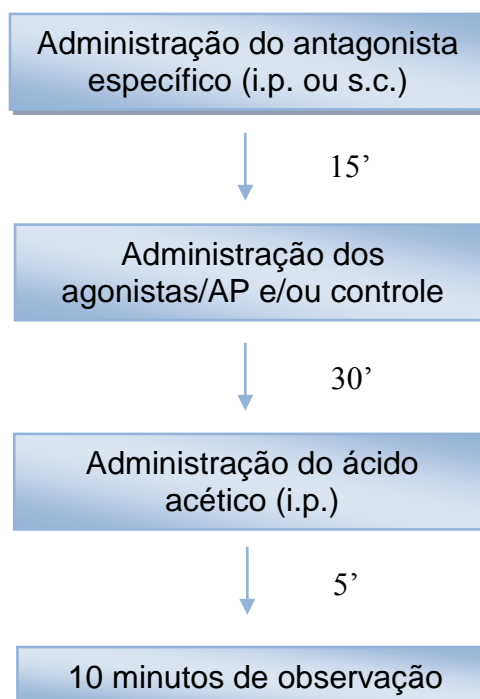 Administração do antagonista
específico (i.p. ou s.c.)
15’
Administração dos
agonistas/AP e/ou controle
30’
Administração do ácido
acético (i.p.)
5’
10 minutos de observação